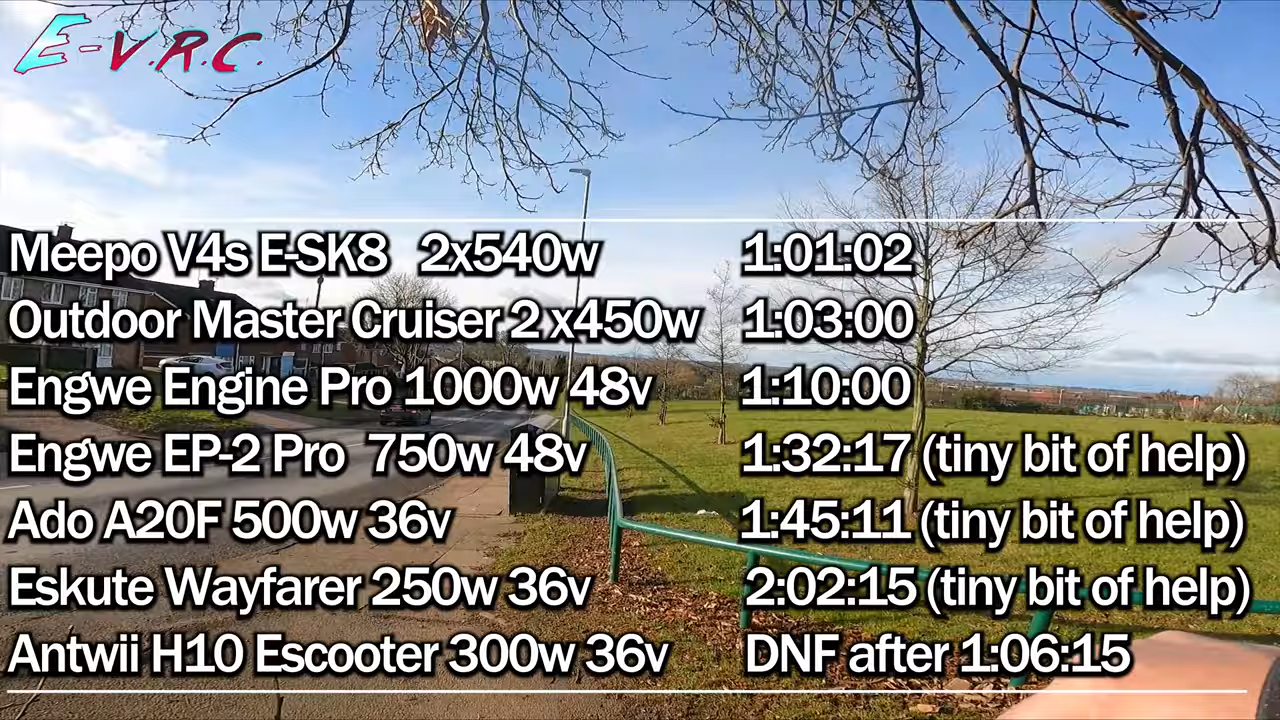 E-V.R.C.
Meepo V4s E-SK8 2x540w 1:01:02
Outdoor Master Cruiser 2 x450w 1:03:00
Engwe Engine Pro 1000w 48v 1:10:00
Engwe EP-2 Pro 750w 48v 1:32:17 (tiny bit of help)
Ado A20F 500w 36v 1:45:11 (tiny bit of help)
Eskute Wayfarer 250w 36v 2:02:15 (tiny bit of help)
Antwii H10 Escooter 300w 36v DNF after 1:06:15